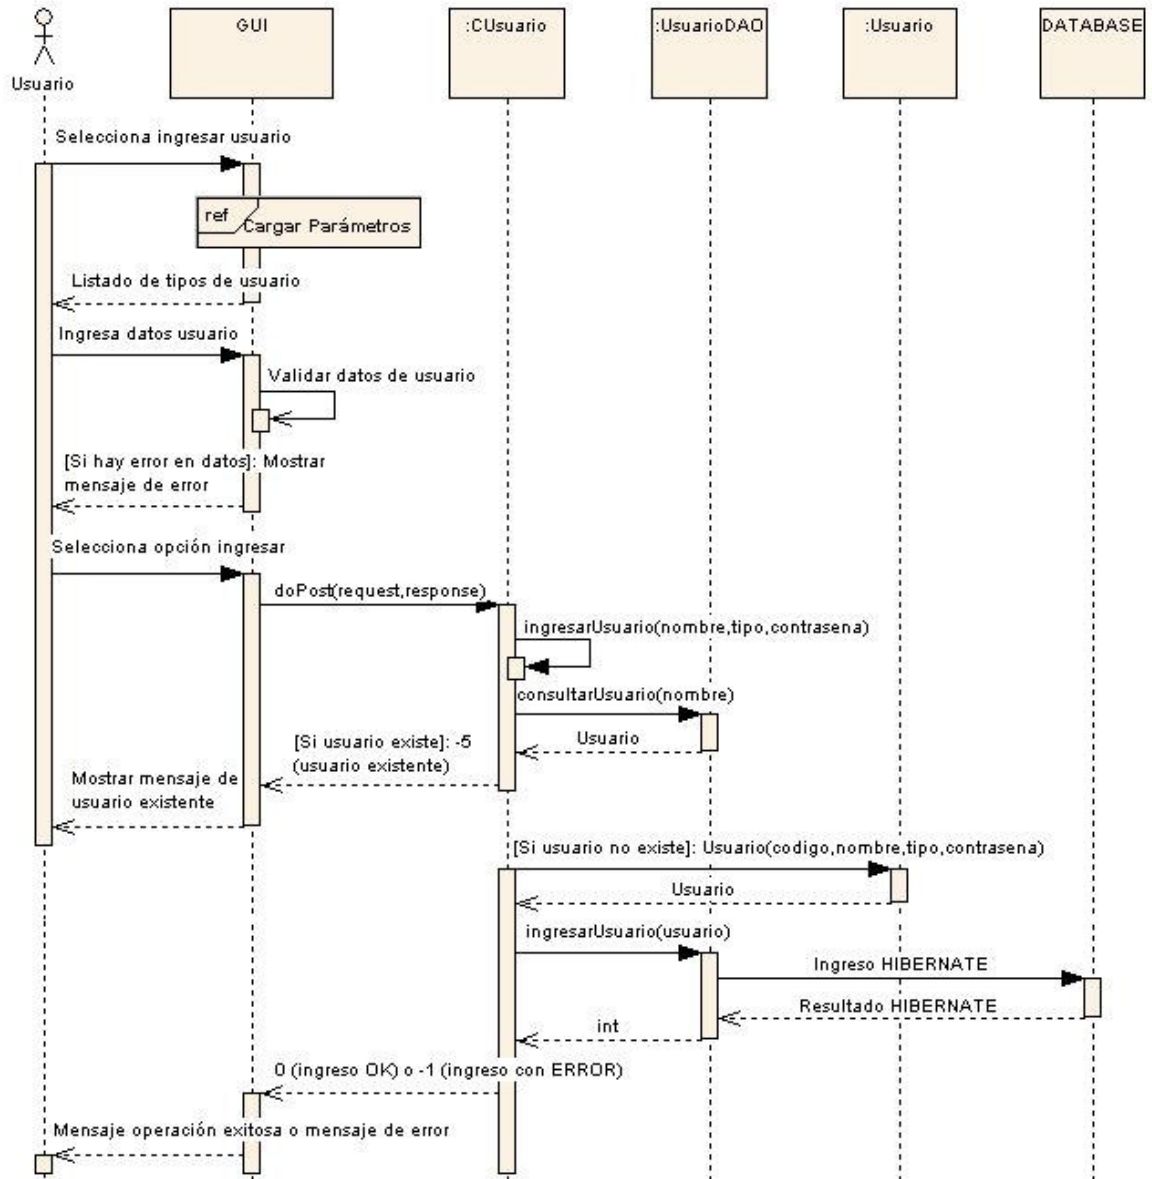 GUI
:CUsuario
:UsuarioDAO
:Usuario
DATABASE
Usuario
Selecciona ingresar usuario
ref
Cargar Parámetros
Listado de tipos de usuario
Ingresa datos usuario
Validar datos de usuario
[Si hay error en datos]: Mostrar
mensaje de error
Selecciona opción ingresar
doPost(request,response)
ingresarUsuario(nombre,tipo,contrasena)
consultarUsuario(nombre)
Usuario
[Si usuario existe]: -5
(usuario existente)
Mostrar mensaje de
usuario existente
[Si usuario no existe]: Usuario(codigo,nombre,tipo,contrasena)
Usuario
ingresarUsuario(usuario)
Ingreso HIBERNATE
Resultado HIBERNATE
int
0 (ingreso OK) o -1 (ingreso con ERROR)
Mensaje operación exitosa o mensaje de error